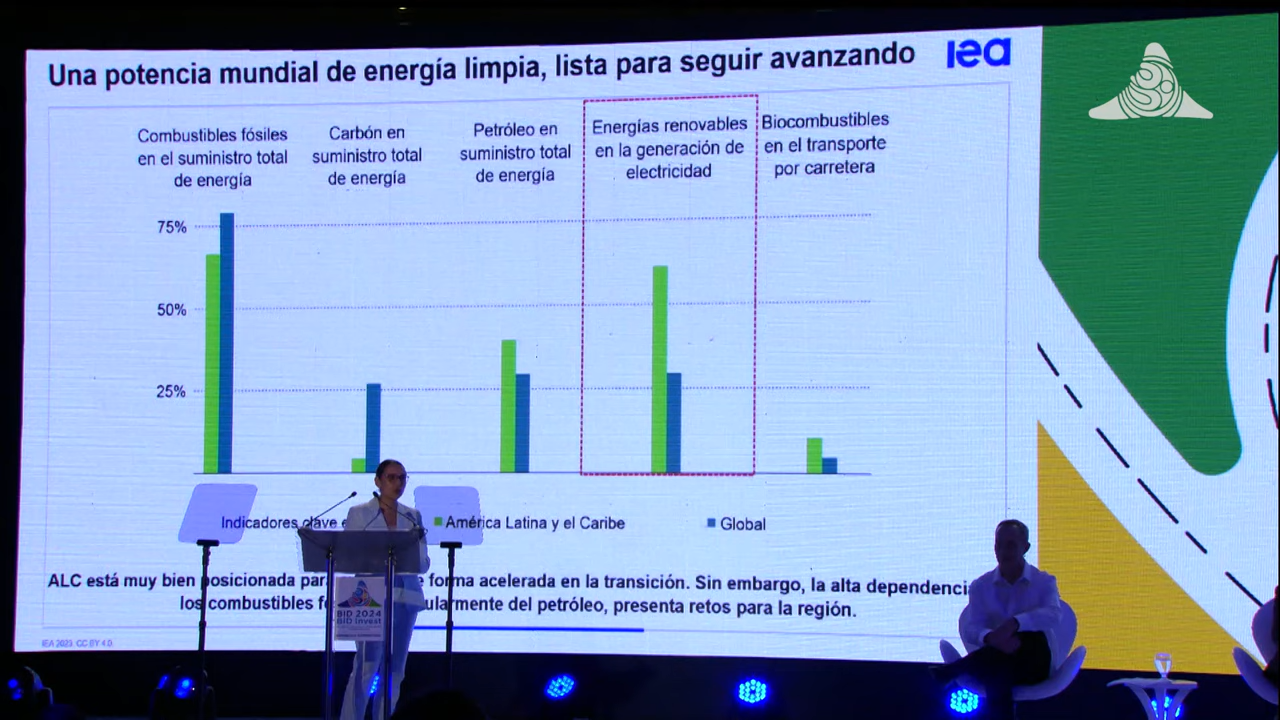 Una potencia mundial de energía limpia, lista para seguir avanzando
iea
Combustibles fósiles
en el suministro total
de energía
Carbón en
suministro total
de energía
Petróleo en
suministro total
de energía
Energías renovables
en la generación de
electricidad
Biocombustibles
en el transporte
por carretera
75%
50%
25%
Indicadores clave
América Latina y el Caribe
Global
ALC está muy bien posicionada forma acelerada en la transición. Sin embargo, la alta
los del petróleo, presenta retos para la región.
IEA 2023. CC BY 4.0.
BID 2024
BID Invest